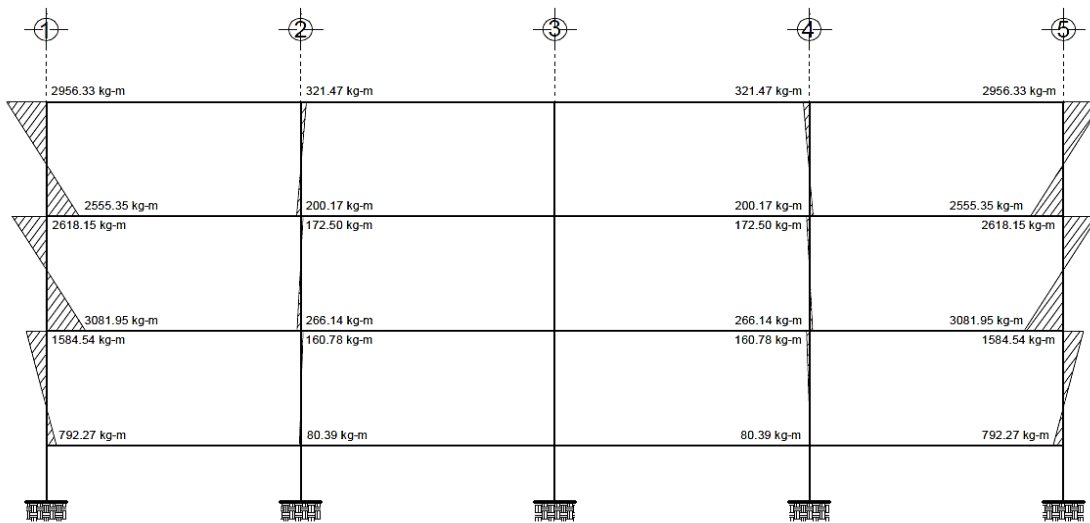 1 2 3 4 5
2956.33 kg-m 321.47 kg-m 321.47 kg-m 2956.33 kg-m
2555.35 kg-m 200.17 kg-m 200.17 kg-m 2555.35 kg-m
2618.15 kg-m 172.50 kg-m 172.50 kg-m 2618.15 kg-m
3081.95 kg-m 266.14 kg-m 266.14 kg-m 3081.95 kg-m
1584.54 kg-m 160.78 kg-m 160.78 kg-m 1584.54 kg-m
792.27 kg-m 80.39 kg-m 80.39 kg-m 792.27 kg-m